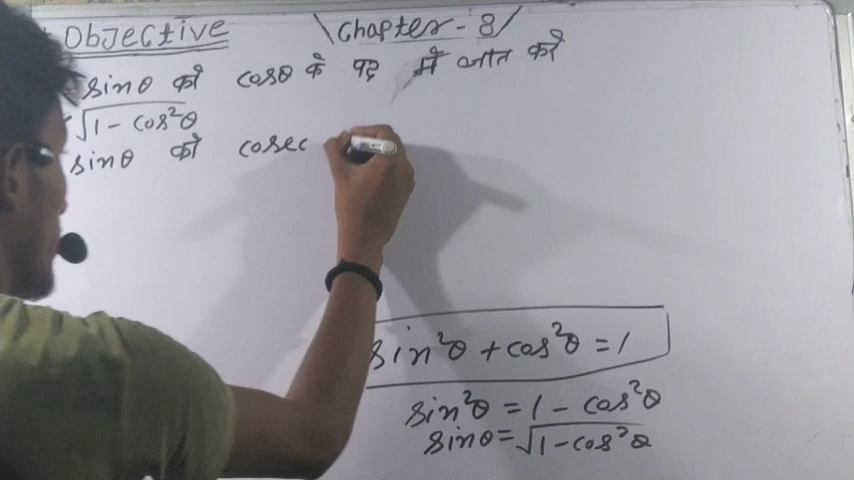 Objective
Chapter - 8
sinθ को cosθ के पद में ज्ञात करें
√1 - cos²θ
sinθ को cosec
sin²θ + cos²θ = 1
sin²θ = 1 - cos²θ
sinθ = √1 - cos²θ